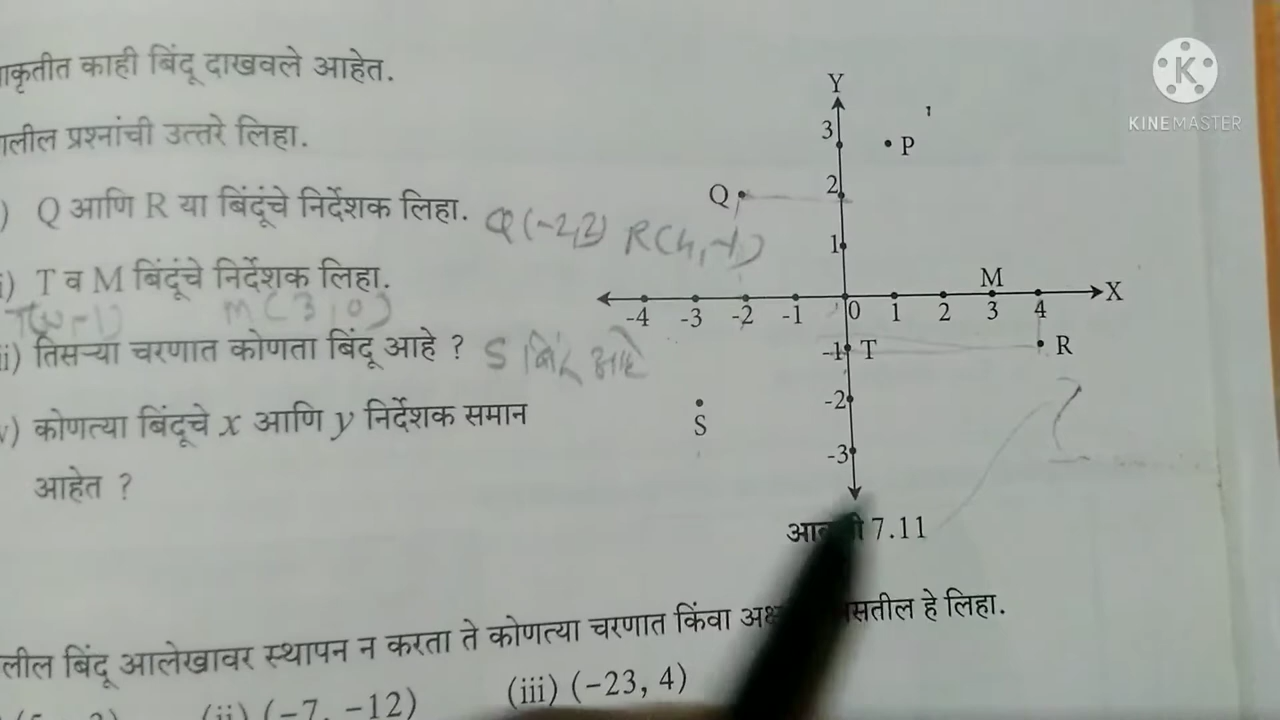 ाकृतीत काही बिंदू दाखवले आहेत.
ालील प्रश्नांची उत्तरे लिहा.
) Q आणि R या बिंदूंचे निर्देशक लिहा. Q(-2,2) R(4,-1)
i) T व M बिंदूंचे निर्देशक लिहा.
M(3,0)
ii) तिसऱ्या चरणात कोणता बिंदू आहे ? S बिंदू आहे
v) कोणत्या बिंदूचे x आणि y निर्देशक समान
आहेत ?
Y
3
P
Q
2
1
M
X
-4 -3 -2 -1 0 1 2 3 4
-1 T
R
-2
S
-3
7.11
लील बिंदू आलेखावर स्थापन न करता ते कोणत्या चरणात किंवा हे लिहा.
(ii) (-7, -12) (iii) (-23, 4)
KINEMASTER